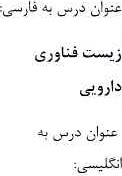 عنوان درس به فارسی:
زیست فناوری
دارویی
عنوان درس به
انگلیسی: